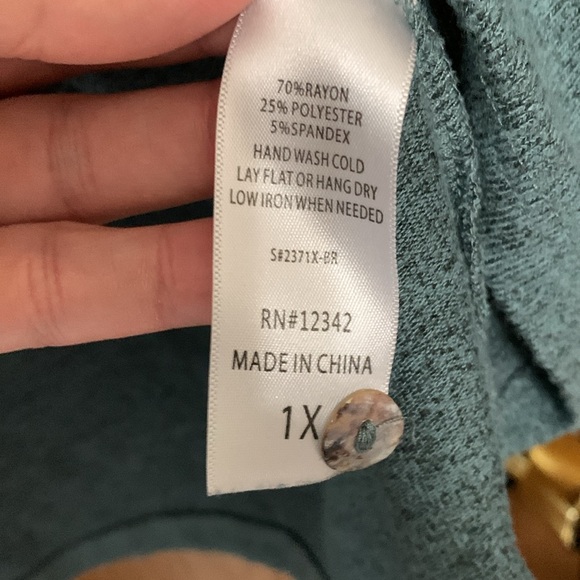 70%RAYON
25% POLYESTER
5%SPANDEX
HAND WASH COLD
LAY FLAT OR HANG DRY
LOW IRON WHEN NEEDED
S#2371X-BR
RN#12342
MADE IN CHINA
1X